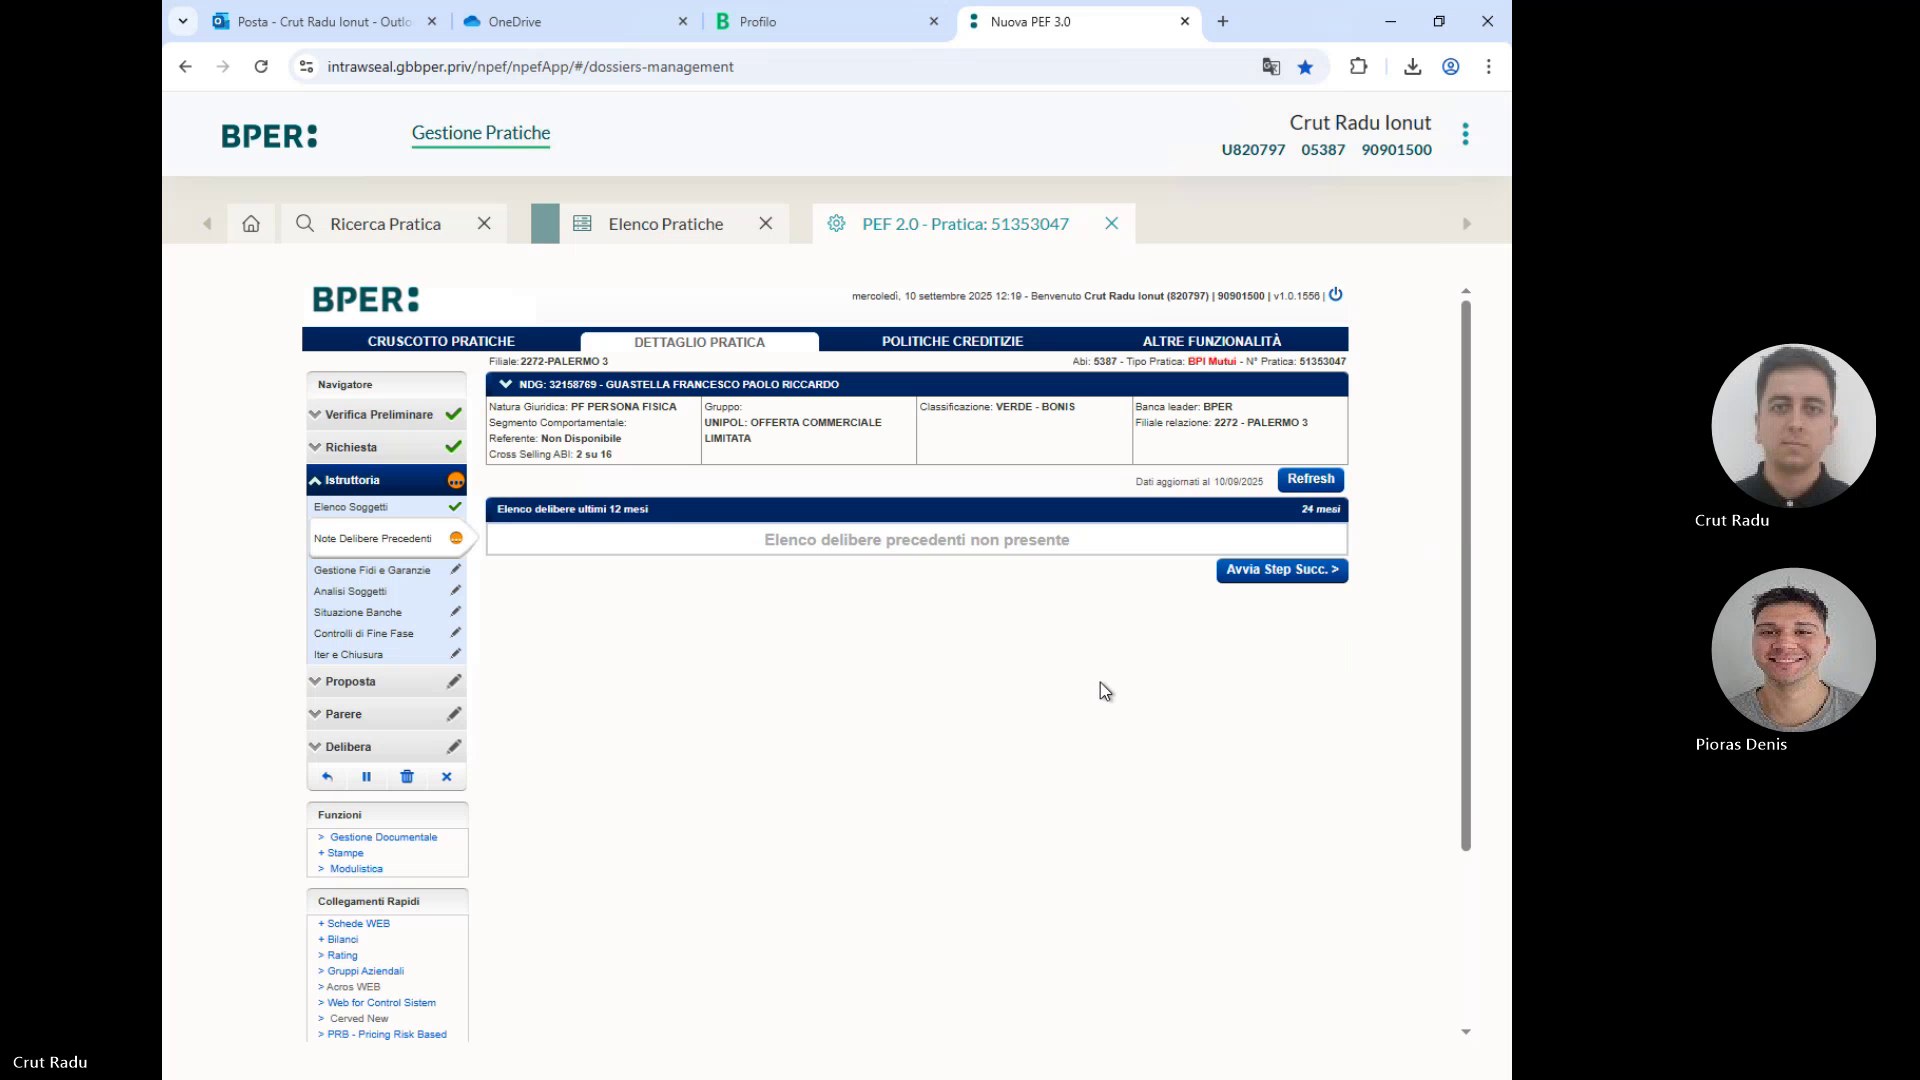 Posta - Crut Radu Ionut - Outlo
OneDrive
Profilo
Nuova PEF 3.0
intrawseal.gbbper.priv/npef/npefApp/#/dossiers-management
BPER:
Gestione Pratiche
Crut Radu Ionut
U820797 05387 90901500
Ricerca Pratica
Elenco Pratiche
PEF 2.0 - Pratica: 51353047
BPER:
mercoledì, 10 settembre 2025 12:19 - Benvenuto Crut Radu Ionut (820797) | 90901500 | v1.0.1556 |
CRUSCOTTO PRATICHE
DETTAGLIO PRATICA
POLITICHE CREDITIZIE
ALTRE FUNZIONALITÀ
Filiale: 2272-PALERMO 3
Abi: 5387 - Tipo Pratica: BPI Mutui - N° Pratica: 51353047
Navigatore
Verifica Preliminare
Richiesta
Istruttoria
Elenco Soggetti
Note Delibere Precedenti
Gestione Fidi e Garanzie
Analisi Soggetti
Situazione Banche
Controlli di Fine Fase
Iter e Chiusura
Proposta
Parere
Delibera
NDG: 32158769 - GUASTELLA FRANCESCO PAOLO RICCARDO
Natura Giuridica: PF PERSONA FISICA
Segmento Comportamentale:
Referente: Non Disponibile
Cross Selling ABI: 2 su 16
Gruppo:
UNIPOL: OFFERTA COMMERCIALE
LIMITATA
Classificazione: VERDE - BONIS
Banca leader: BPER
Filiale relazione: 2272 - PALERMO 3
Dati aggiornati al 10/09/2025
Refresh
Elenco delibere ultimi 12 mesi
24 mesi
Elenco delibere precedenti non presente
Avvia Step Succ. >
Funzioni
> Gestione Documentale
+ Stampe
> Modulistica
Collegamenti Rapidi
+ Schede WEB
+ Bilanci
> Rating
> Gruppi Aziendali
> Acros WEB
> Web for Control Sistem
> Cerved New
> PRB - Pricing Risk Based
Crut Radu
Pioras Denis
Crut Radu